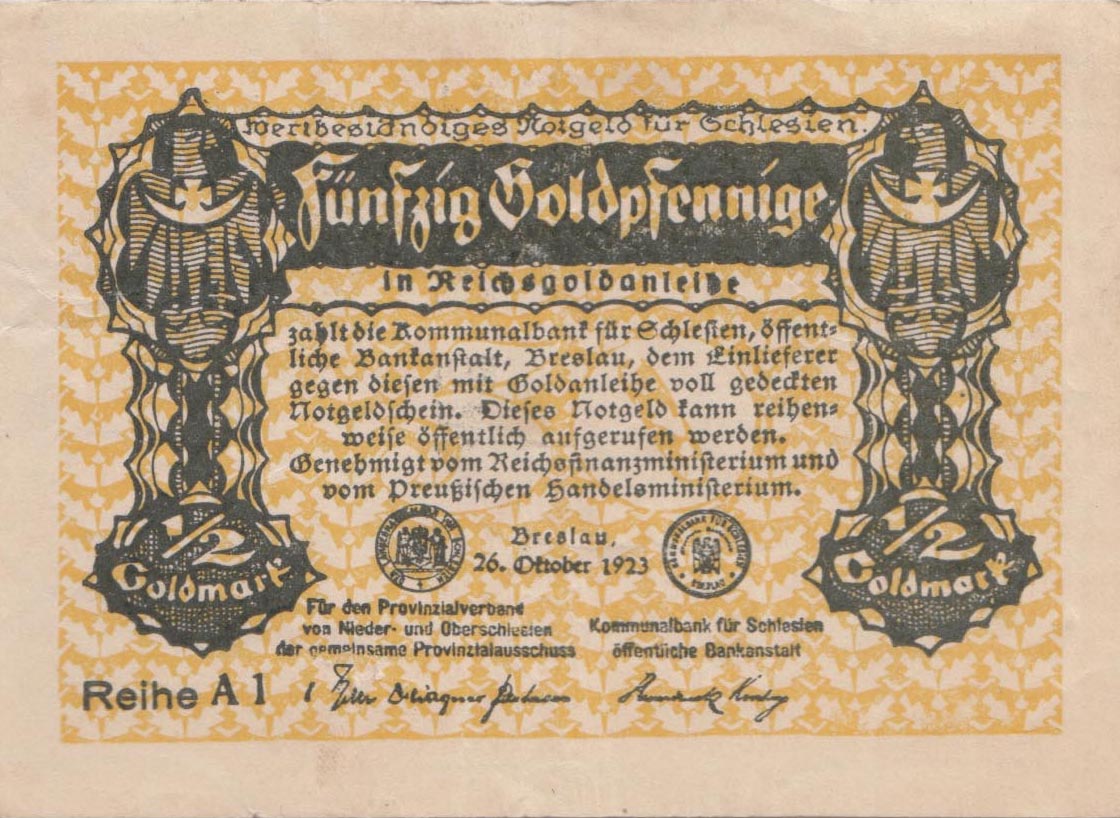 Wertbeständiges Notgeld für Schlesien.
Fünfzig Goldpfennige
in Reichsgoldanleihe
zahlt die Kommunalbank für Schlesien, öffent-
liche Bankanstalt, Breslau, dem Einlieferer
gegen diesen mit Goldanleihe voll gedeckten
Notgeldschein. Dieses Notgeld kann reihen-
weise öffentlich aufgerufen werden.
Genehmigt vom Reichsfinanzministerium und
vom Preußischen Handelsministerium.
Breslau,
26. Oktober 1923
1/2
Goldmark
1/2
Goldmark
Für den Provinzialverband
von Nieder- und Oberschlesien
der gemeinsame Provinzialausschuss
Kommunalbank für Schlesien
öffentliche Bankanstalt
Reihe A 1